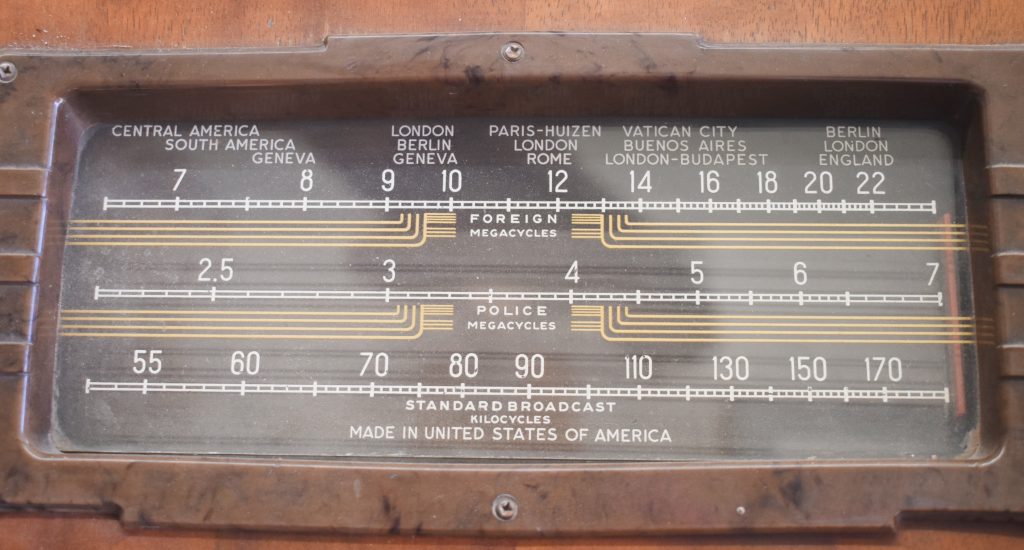 CENTRAL AMERICA LONDON PARIS-HUIZEN VATICAN CITY BERLIN
SOUTH AMERICA BERLIN LONDON BUENOS AIRES LONDON
GENEVA GENEVA ROME LONDON-BUDAPEST ENGLAND
7 8 9 10 12 14 16 18 20 22
FOREIGN
MEGACYCLES
2.5 3 4 5 6 7
POLICE
MEGACYCLES
55 60 70 80 90 110 130 150 170
STANDARD BROADCAST
KILOCYCLES
MADE IN UNITED STATES OF AMERICA